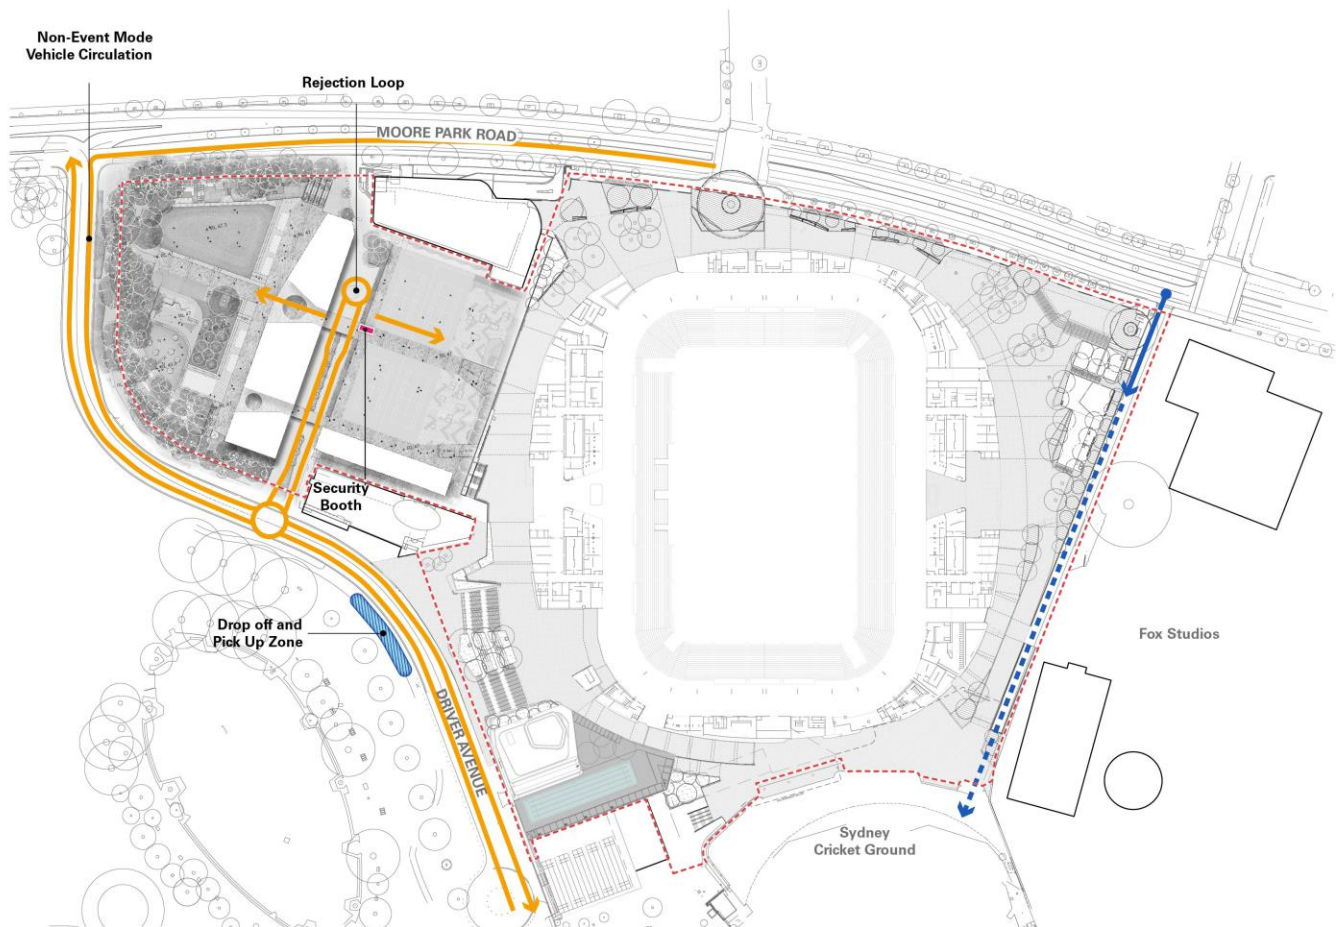 Non-Event Mode
Vehicle Circulation
Rejection Loop
MOORE PARK ROAD
Security
Booth
Drop off and
Pick Up Zone
DRIVER AVENUE
Fox Studios
Sydney
Cricket Ground